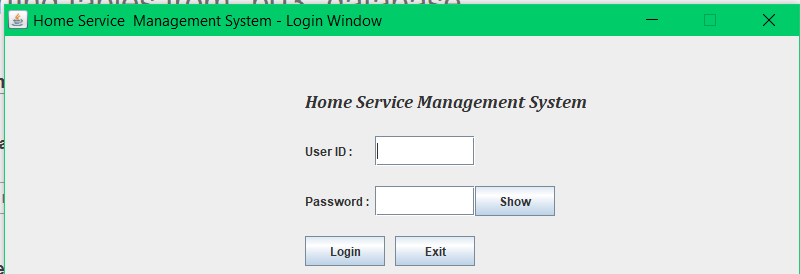 Home Service  Management System - Login Window
Home Service Management System
User ID :
Password :
Show
Login
Exit